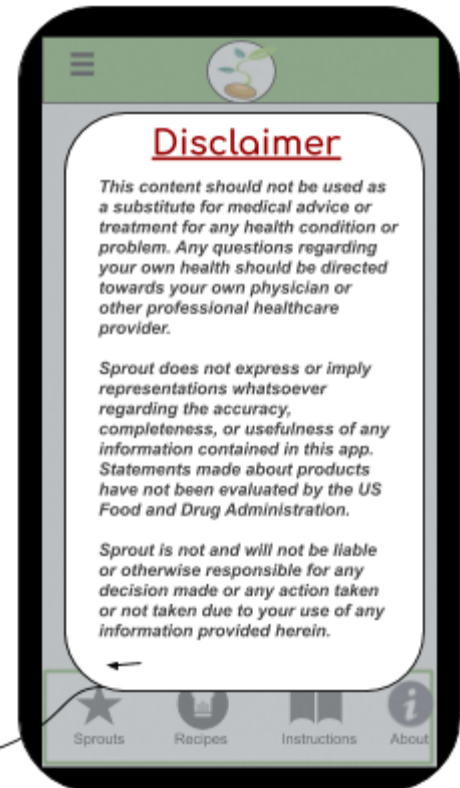 Disclaimer
This content should not be used as
a substitute for medical advice or
treatment for any health condition or
problem. Any questions regarding
your own health should be directed
towards your own physician or
other professional healthcare
provider.
Sprout does not express or imply
representations whatsoever
regarding the accuracy,
completeness, or usefulness of any
information contained in this app.
Statements made about products
have not been evaluated by the US
Food and Drug Administration.
Sprout is not and will not be liable
or otherwise responsible for any
decision made or any action taken
or not taken due to your use of any
information provided herein.
Sprouts Recipes Instructions About